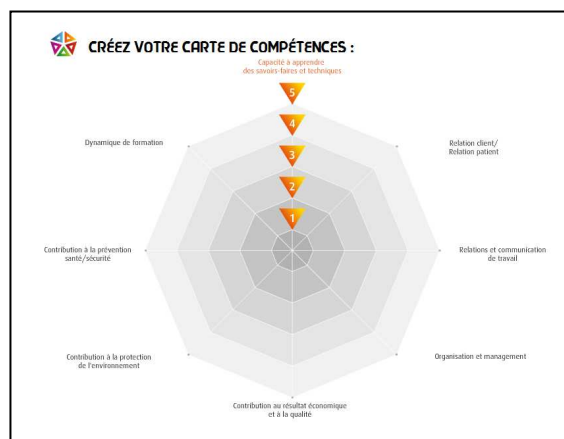 CRÉEZ VOTRE CARTE DE COMPÉTENCES :
Capacité à apprendre
des savoirs-faires et techniques
5
4
3
2
1
Dynamique de formation
Relation client/
Relation patient
Contribution à la prévention
santé/sécurité
Relations et communication
de travail
Contribution à la protection
de l'environnement
Organisation et management
Contribution au résultat économique
et à la qualité